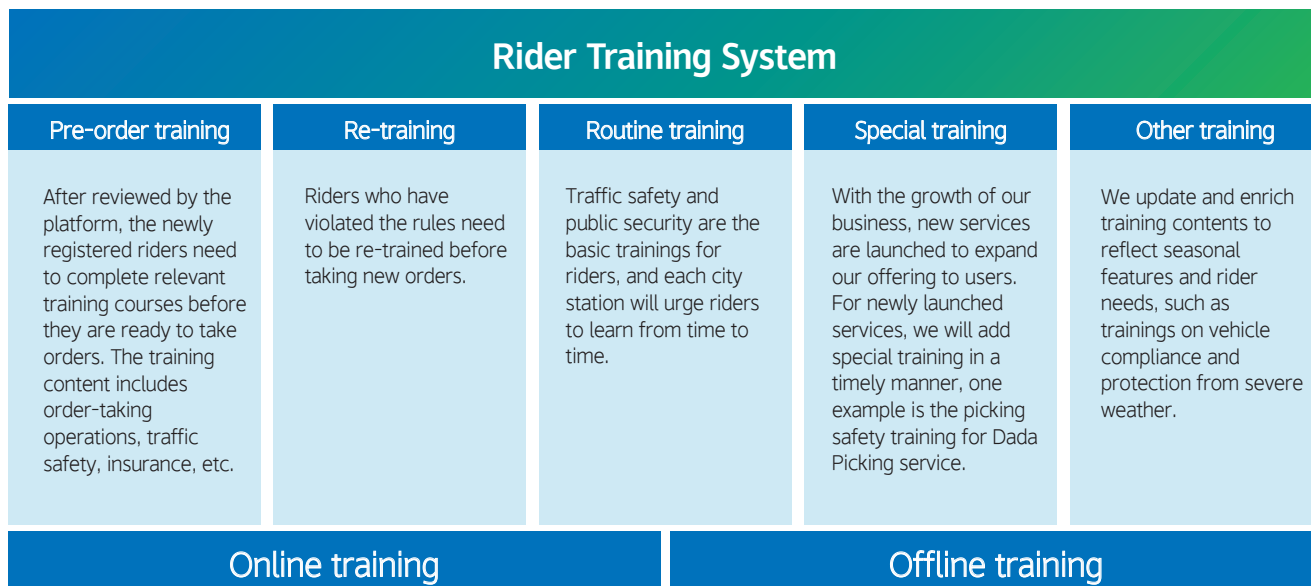 Rider Training System
Pre-order training
After reviewed by the
platform, the newly
registered riders need
to complete relevant
training courses before
they are ready to take
orders. The training
content includes
order-taking
operations, traffic
safety, insurance, etc.
Re-training
Riders who have
violated the rules need
to be re-trained before
taking new orders.
Routine training
Traffic safety and
public security are the
basic trainings for
riders, and each city
station will urge riders
to learn from time to
time.
Special training
With the growth of our
business, new services
are launched to expand
our offering to users.
For newly launched
services, we will add
special training in a
timely manner, one
example is the picking
safety training for Dada
Picking service.
Other training
We update and enrich
training contents to
reflect seasonal
features and rider
needs, such as
trainings on vehicle
compliance and
protection from severe
weather.
Online training
Offline training